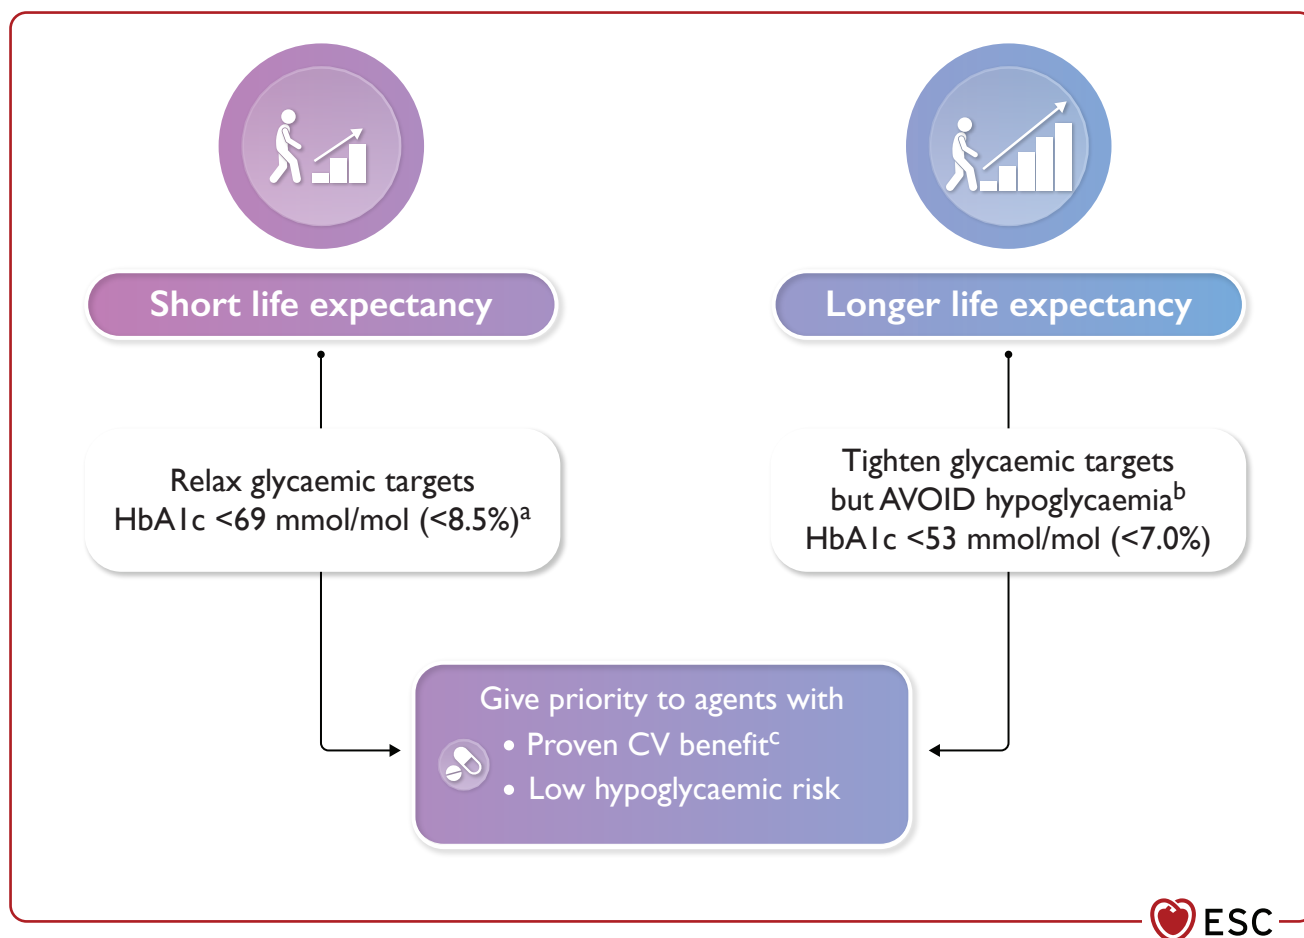 Short life expectancy
Relax glycaemic targets
HbA1c <69 mmol/mol (<8.5%)ᵃ
Longer life expectancy
Tighten glycaemic targets
but AVOID hypoglycaemiaᵇ
HbA1c <53 mmol/mol (<7.0%)
Give priority to agents with
• Proven CV benefitᶜ
• Low hypoglycaemic risk
ESC